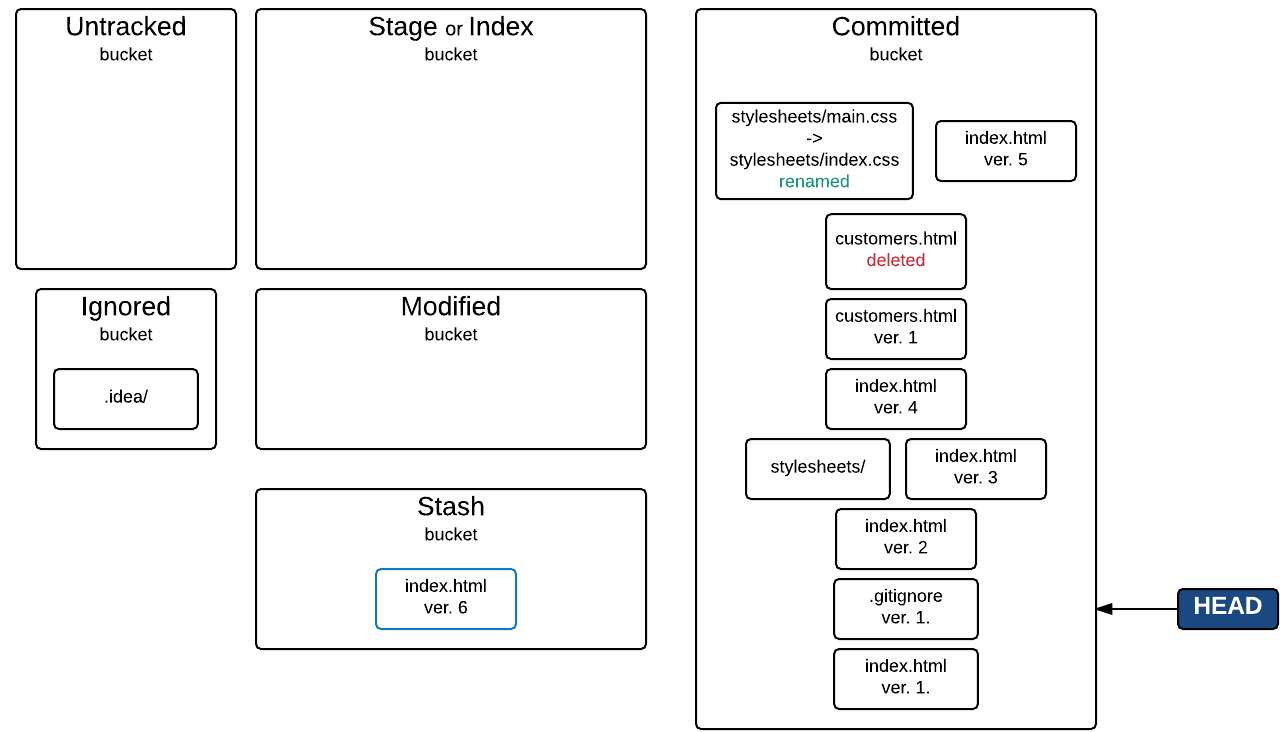 Untracked
bucket
Stage or Index
bucket
Committed
bucket
stylesheets/main.css
->
stylesheets/index.css
renamed
index.html
ver. 5
customers.html
deleted
Ignored
bucket
.idea/
Modified
bucket
customers.html
ver. 1
index.html
ver. 4
stylesheets/
index.html
ver. 3
Stash
bucket
index.html
ver. 6
index.html
ver. 2
.gitignore
ver. 1.
HEAD
index.html
ver. 1.